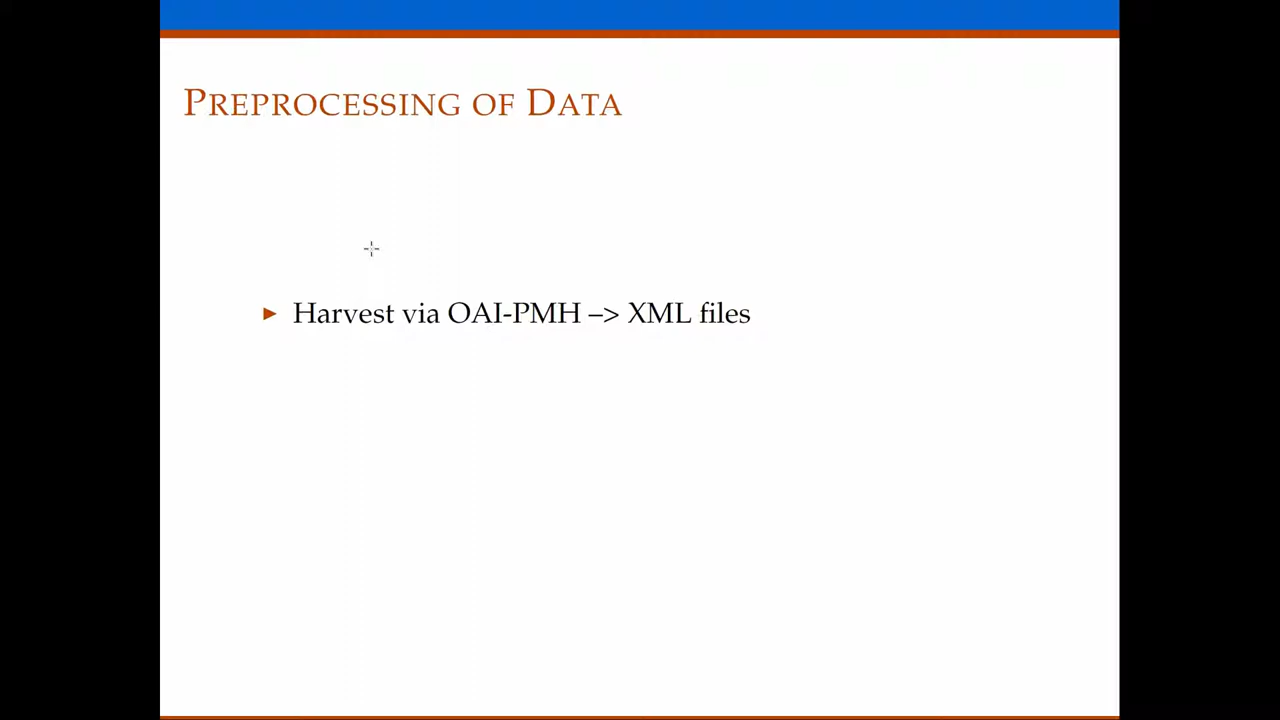 Preprocessing of Data
Harvest via OAI-PMH –> XML files